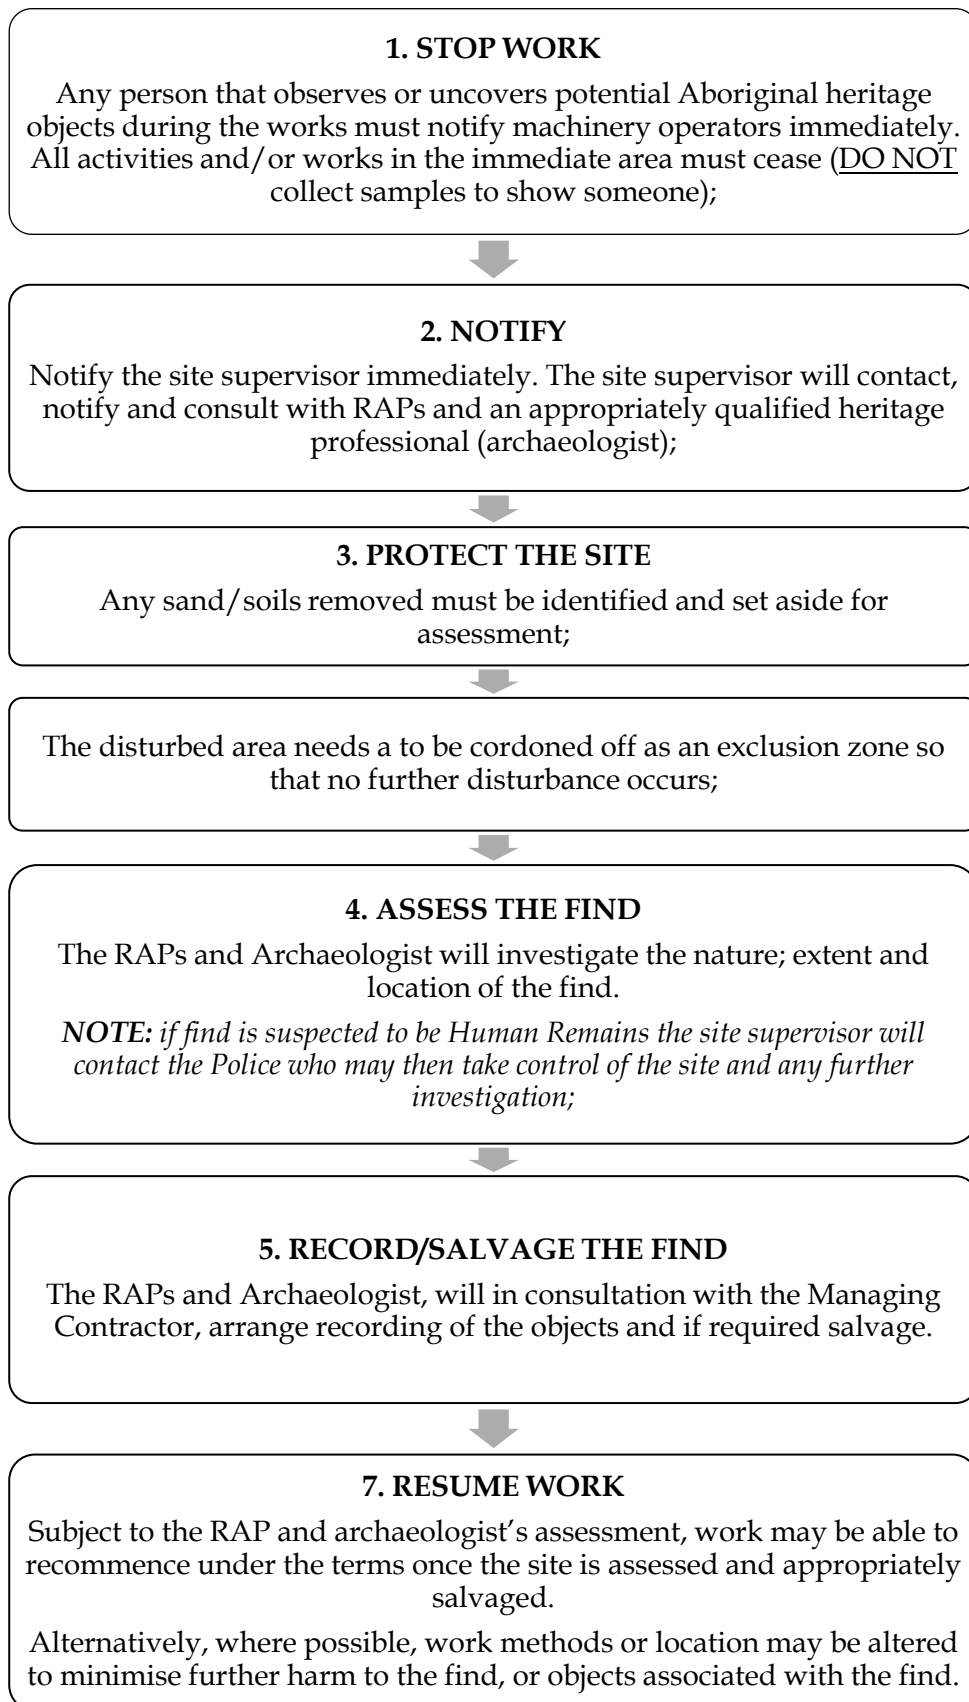 1. STOP WORK
Any person that observes or uncovers potential Aboriginal heritage
objects during the works must notify machinery operators immediately.
All activities and/or works in the immediate area must cease (DO NOT
collect samples to show someone);
2. NOTIFY
Notify the site supervisor immediately. The site supervisor will contact,
notify and consult with RAPs and an appropriately qualified heritage
professional (archaeologist);
3. PROTECT THE SITE
Any sand/soils removed must be identified and set aside for
assessment;
The disturbed area needs a to be cordoned off as an exclusion zone so
that no further disturbance occurs;
4. ASSESS THE FIND
The RAPs and Archaeologist will investigate the nature; extent and
location of the find.
NOTE: if find is suspected to be Human Remains the site supervisor will
contact the Police who may then take control of the site and any further
investigation;
5. RECORD/SALVAGE THE FIND
The RAPs and Archaeologist, will in consultation with the Managing
Contractor, arrange recording of the objects and if required salvage.
7. RESUME WORK
Subject to the RAP and archaeologist's assessment, work may be able to
recommence under the terms once the site is assessed and appropriately
salvaged.
Alternatively, where possible, work methods or location may be altered
to minimise further harm to the find, or objects associated with the find.